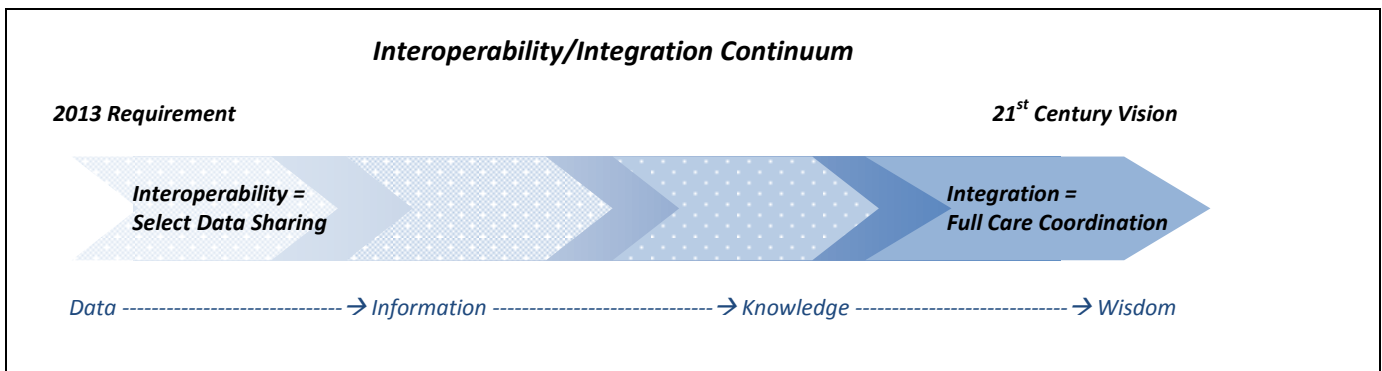 Interoperability/Integration Continuum
2013 Requirement
21st Century Vision
Interoperability =
Select Data Sharing
Integration =
Full Care Coordination
Data ------------------------------→ Information ------------------------------→ Knowledge -----------------------------→ Wisdom